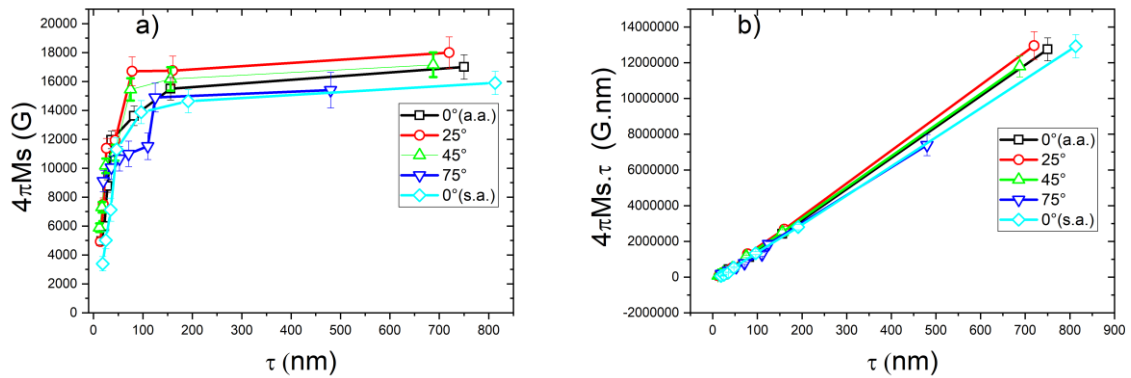 a)
18000
16000
14000
12000
10000
8000
6000
4000
2000
0
4πMs (G)
0°(a.a.)
25°
45°
75°
0°(s.a.)
0 100 200 300 400 500 600 700 800
τ (nm)
b)
14000000
12000000
10000000
8000000
6000000
4000000
2000000
0
-2000000
4πMs.τ (G.nm)
0°(a.a.)
25°
45°
75°
0°(s.a.)
0 100 200 300 400 500 600 700 800 900
τ (nm)